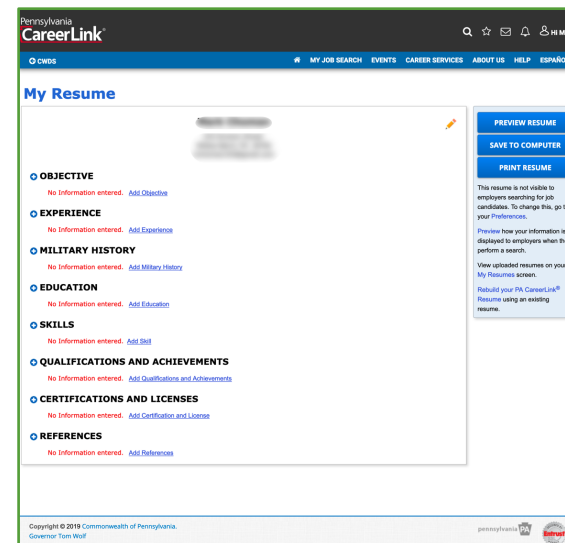 Pennsylvania
CareerLink®
HI M
CWDS
MY JOB SEARCH EVENTS CAREER SERVICES ABOUT US HELP ESPAÑO
My Resume
PREVIEW RESUME
SAVE TO COMPUTER
PRINT RESUME
This resume is not visible to
employers searching for job
candidates. To change this, go t
your Preferences.
Preview how your information is
displayed to employers when the
perform a search.
View uploaded resumes on your
My Resumes screen.
Rebuild your PA CareerLink®
Resume using an existing
resume.
OBJECTIVE
No Information entered. Add Objective
EXPERIENCE
No Information entered. Add Experience
MILITARY HISTORY
No Information entered. Add Military History
EDUCATION
No Information entered. Add Education
SKILLS
No Information entered. Add Skill
QUALIFICATIONS AND ACHIEVEMENTS
No Information entered. Add Qualifications and Achievements
CERTIFICATIONS AND LICENSES
No Information entered. Add Certification and License
REFERENCES
No Information entered. Add References
Copyright © 2019 Commonwealth of Pennsylvania.
Governor Tom Wolf
pennsylvania PA
Entrust